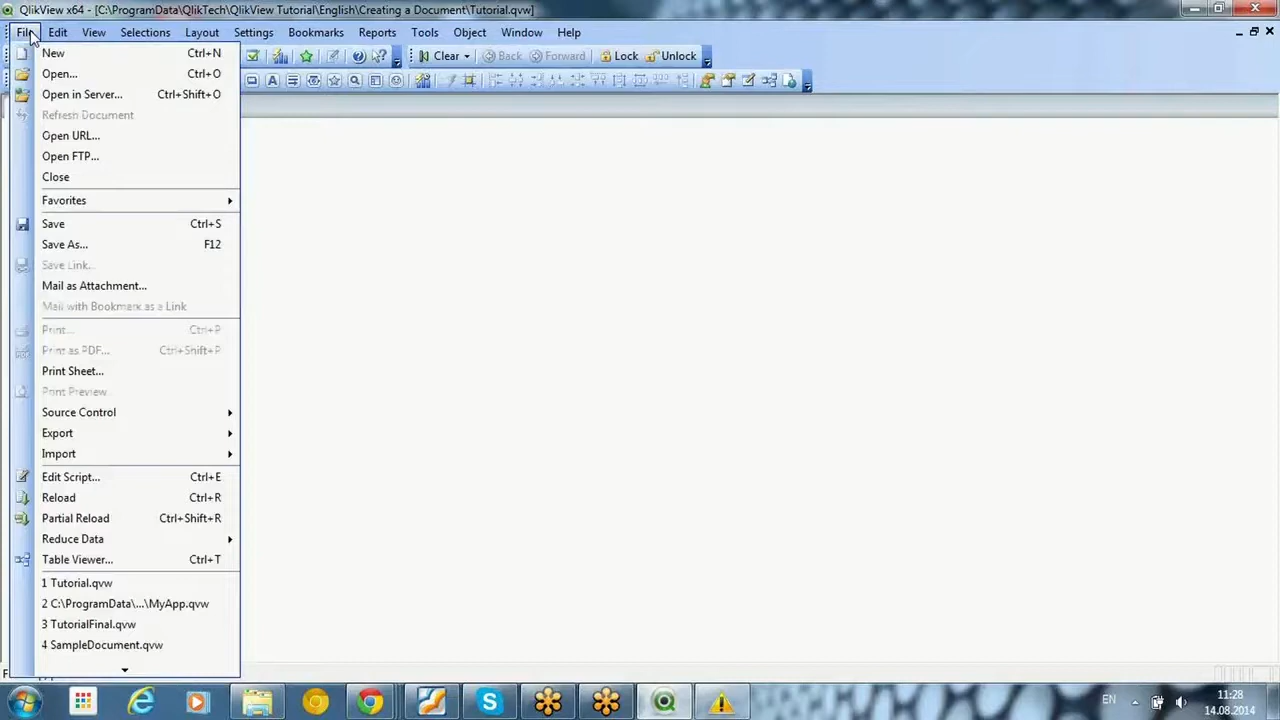 QlikView x64 - [C:\ProgramData\QlikTech\QlikView Tutorial\English\Creating a Document\Tutorial.qvw]
File Edit View Selections Layout Settings Bookmarks Reports Tools Object Window Help
Clear Back Forward Lock Unlock
New Ctrl+N
Open... Ctrl+O
Open in Server... Ctrl+Shift+O
Refresh Document
Open URL...
Open FTP...
Close
Favorites
Save Ctrl+S
Save As... F12
Save Link...
Mail as Attachment...
Mail with Bookmark as a Link
Print... Ctrl+P
Print as PDF... Ctrl+Shift+P
Print Sheet...
Print Preview
Source Control
Export
Import
Edit Script... Ctrl+E
Reload Ctrl+R
Partial Reload Ctrl+Shift+R
Reduce Data
Table Viewer... Ctrl+T
1 Tutorial.qvw
2 C:\ProgramData\...\MyApp.qvw
3 TutorialFinal.qvw
4 SampleDocument.qvw
EN
11:28
14.08.2014